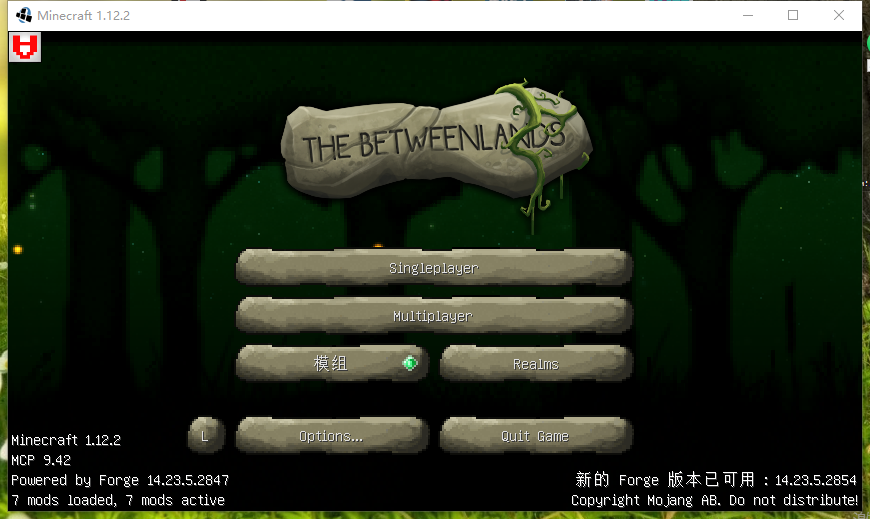 Minecraft 1.12.2
THE BETWEENLANDS
Singleplayer
Multiplayer
模组
Realms
L
Options...
Quit Game
Minecraft 1.12.2
MCP 9.42
Powered by Forge 14.23.5.2847
7 mods loaded, 7 mods active
新的 Forge 版本已可用 : 14.23.5.2854
Copyright Mojang AB. Do not distribute!